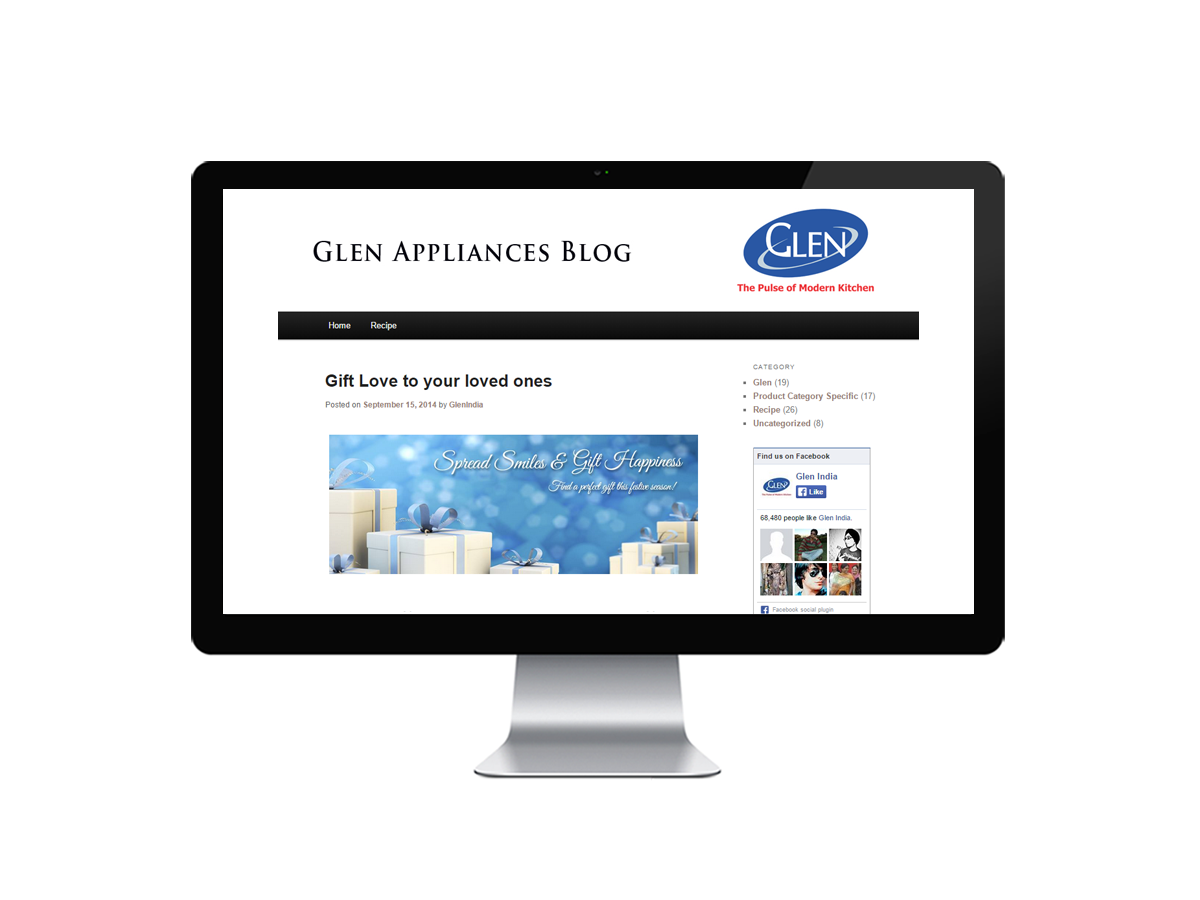 GLEN APPLIANCES BLOG
GLEN
The Pulse of Modern Kitchen
Home Recipe
Gift Love to your loved ones
Posted on September 15, 2014 by GlenIndia
Spread Smiles & Gift Happiness
Find a perfect gift this festive season!
CATEGORY
Glen (19)
Product Category Specific (17)
Recipe (26)
Uncategorized (8)
Find us on Facebook
GLEN
Glen India
Like
68,480 people like Glen India.
Facebook social plugin